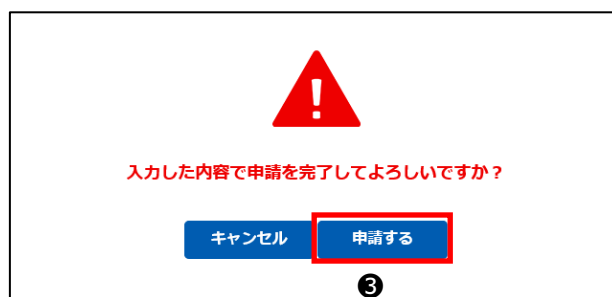 入力した内容で申請を完了してよろしいですか？
キャンセル 申請する
❸